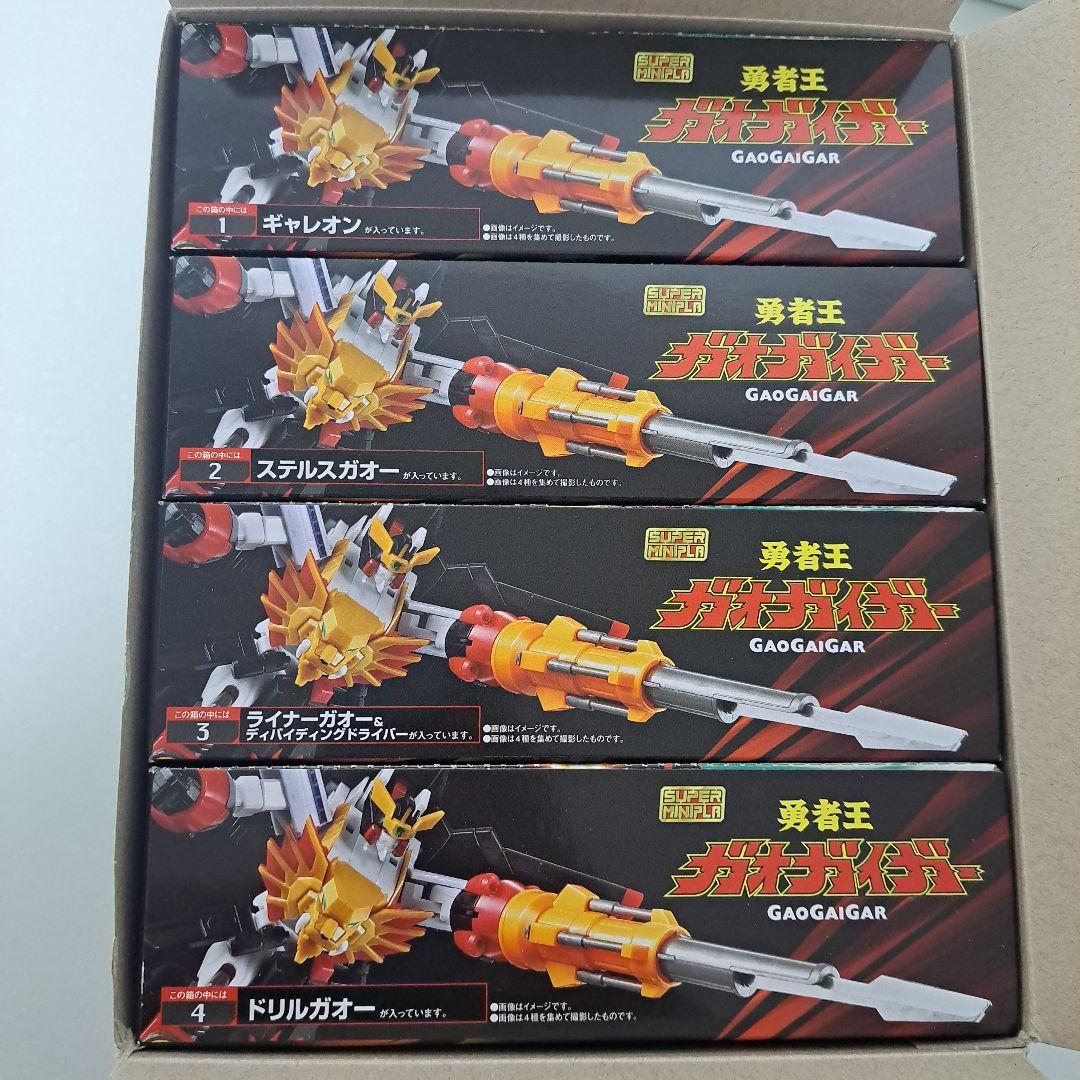 SUPER
MINIPLA
勇者王
ガオガイガー
GAOGAIGAR
この箱の中には
1
ギャレオン が入っています。
●画像はイメージです。
●画像は4種を集めて撮影したものです。
SUPER
MINIPLA
勇者王
ガオガイガー
GAOGAIGAR
この箱の中には
2
ステルスガオー が入っています。
●画像はイメージです。
●画像は4種を集めて撮影したものです。
SUPER
MINIPLA
勇者王
ガオガイガー
GAOGAIGAR
この箱の中には
3
ライナーガオー&
ディバイディングドライバー が入っています。
●画像はイメージです。
●画像は4種を集めて撮影したものです。
SUPER
MINIPLA
勇者王
ガオガイガー
GAOGAIGAR
この箱の中には
4
ドリルガオー が入っています。
●画像はイメージです。
●画像は4種を集めて撮影したものです。